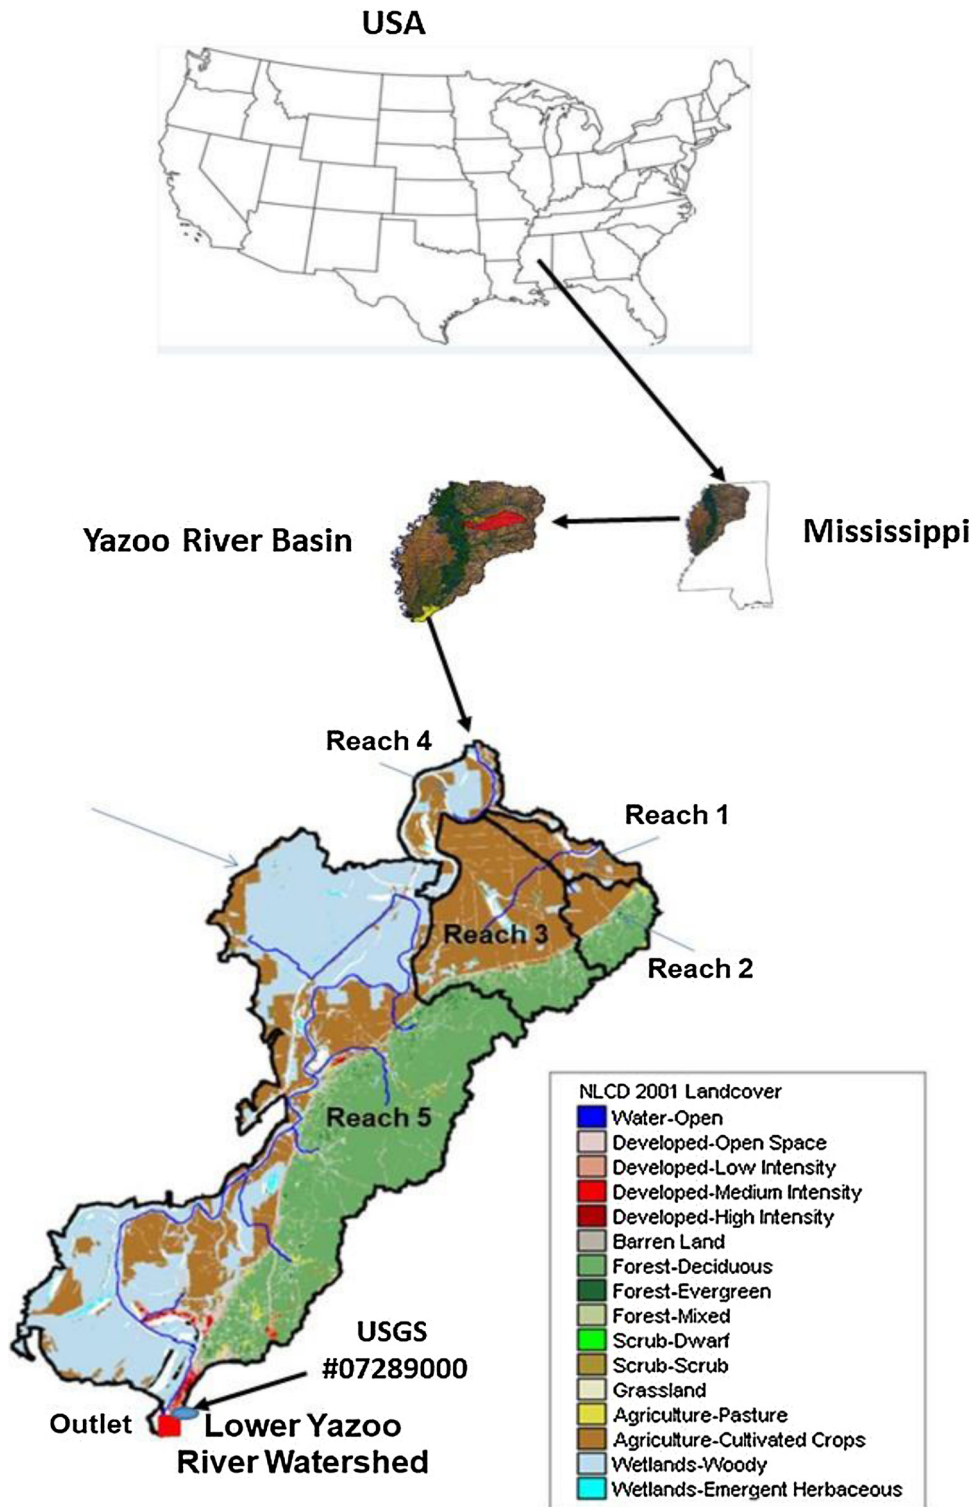 USA
Yazoo River Basin
Mississippi
Reach 4
Reach 1
Reach 3
Reach 2
Reach 5
USGS
#07289000
Outlet
Lower Yazoo
River Watershed
NLCD 2001 Landcover
Water-Open
Developed-Open Space
Developed-Low Intensity
Developed-Medium Intensity
Developed-High Intensity
Barren Land
Forest-Deciduous
Forest-Evergreen
Forest-Mixed
Scrub-Dwarf
Scrub-Scrub
Grassland
Agriculture-Pasture
Agriculture-Cultivated Crops
Wetlands-Woody
Wetlands-Emergent Herbaceous